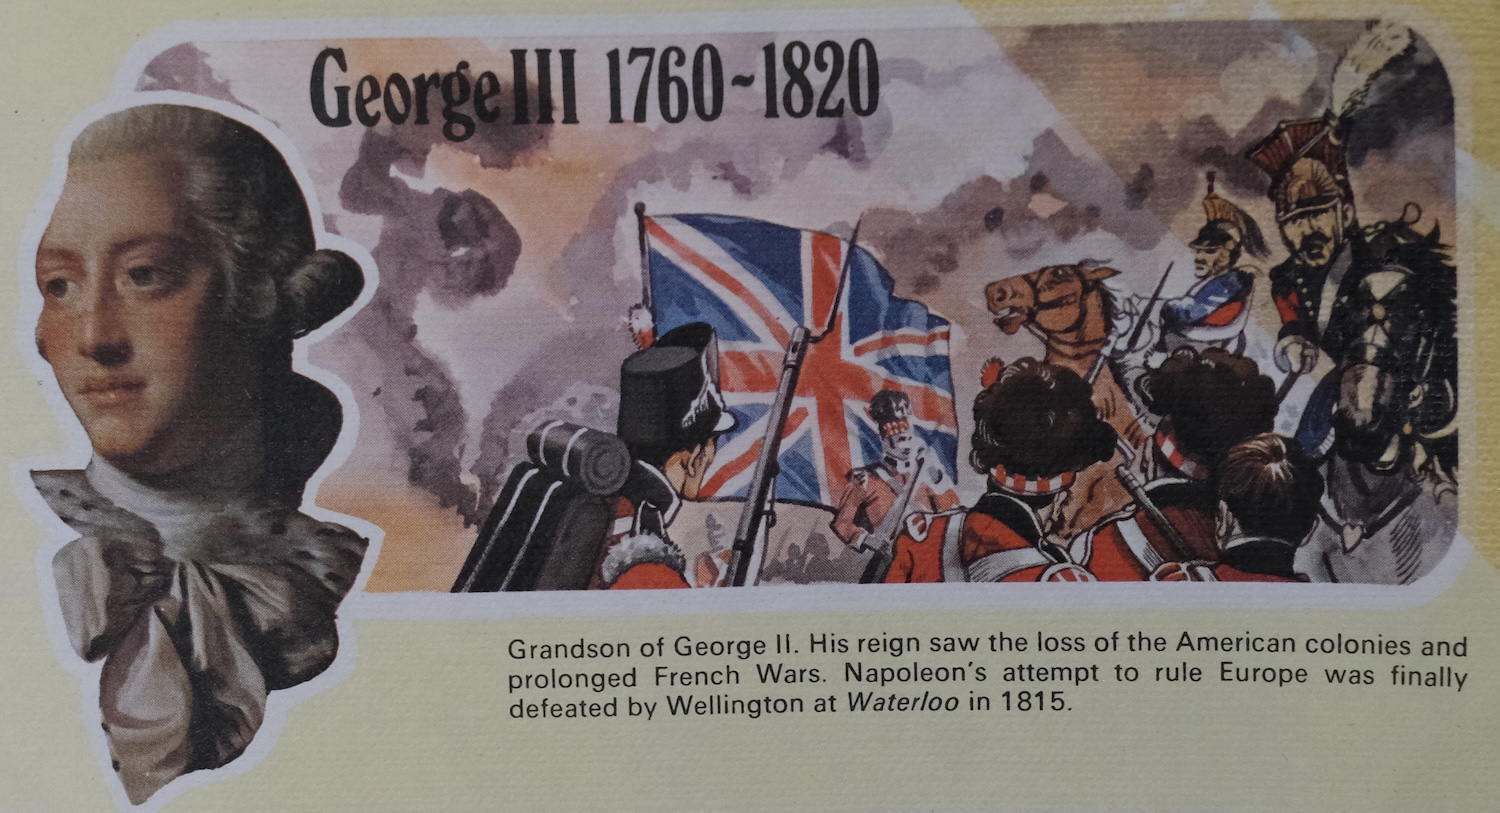 George III 1760~1820
Grandson of George II. His reign saw the loss of the American colonies and
prolonged French Wars. Napoleon's attempt to rule Europe was finally
defeated by Wellington at Waterloo in 1815.